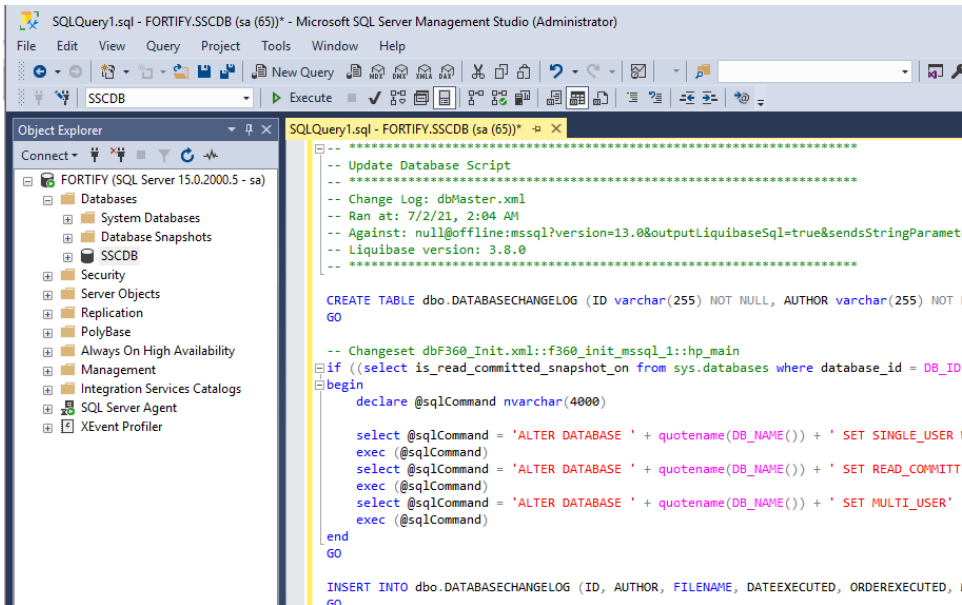 SQLQuery1.sql - FORTIFY.SSCDB (sa (65))* - Microsoft SQL Server Management Studio (Administrator)
File Edit View Query Project Tools Window Help
New Query MDX DMX XMLA DAX
SSCDB Execute
Object Explorer
Connect
FORTIFY (SQL Server 15.0.2000.5 - sa)
Databases
System Databases
Database Snapshots
SSCDB
Security
Server Objects
Replication
PolyBase
Always On High Availability
Management
Integration Services Catalogs
SQL Server Agent
XEvent Profiler
SQLQuery1.sql - FORTIFY.SSCDB (sa (65))*
-- *********************************************************************
-- Update Database Script
-- *********************************************************************
-- Change Log: dbMaster.xml
-- Ran at: 7/2/21, 2:04 AM
-- Against: null@offline:mssql?version=13.0&outputLiquibaseSql=true&sendsStringParamet
-- Liquibase version: 3.8.0
-- *********************************************************************
CREATE TABLE dbo.DATABASECHANGELOG (ID varchar(255) NOT NULL, AUTHOR varchar(255) NOT
GO
-- Changeset dbF360_Init.xml::f360_init_mssql_1::hp_main
if ((select is_read_committed_snapshot_on from sys.databases where database_id = DB_ID
begin
declare @sqlCommand nvarchar(4000)
select @sqlCommand = 'ALTER DATABASE ' + quotename(DB_NAME()) + ' SET SINGLE_USER
exec (@sqlCommand)
select @sqlCommand = 'ALTER DATABASE ' + quotename(DB_NAME()) + ' SET READ_COMMITT
exec (@sqlCommand)
select @sqlCommand = 'ALTER DATABASE ' + quotename(DB_NAME()) + ' SET MULTI_USER'
exec (@sqlCommand)
end
GO
INSERT INTO dbo.DATABASECHANGELOG (ID, AUTHOR, FILENAME, DATEEXECUTED, ORDEREXECUTED,
GO